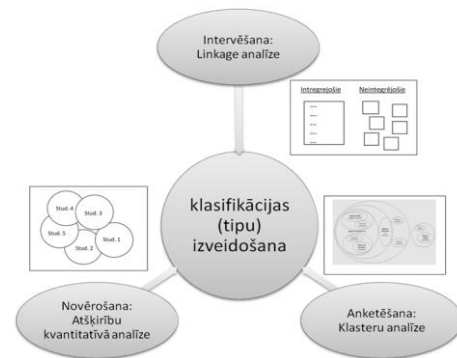 Intervēšana:
Linkage analīze
Intregrejošie Neintegrējošie
klasifikācijas
(tipu)
izveidošana
Stud. 4
Stud. 3
Stud. 5
Stud. 1
Stud. 2
Novērošana:
Atšķirību
kvantitatīvā analīze
Anketēšana:
Klasteru analīze